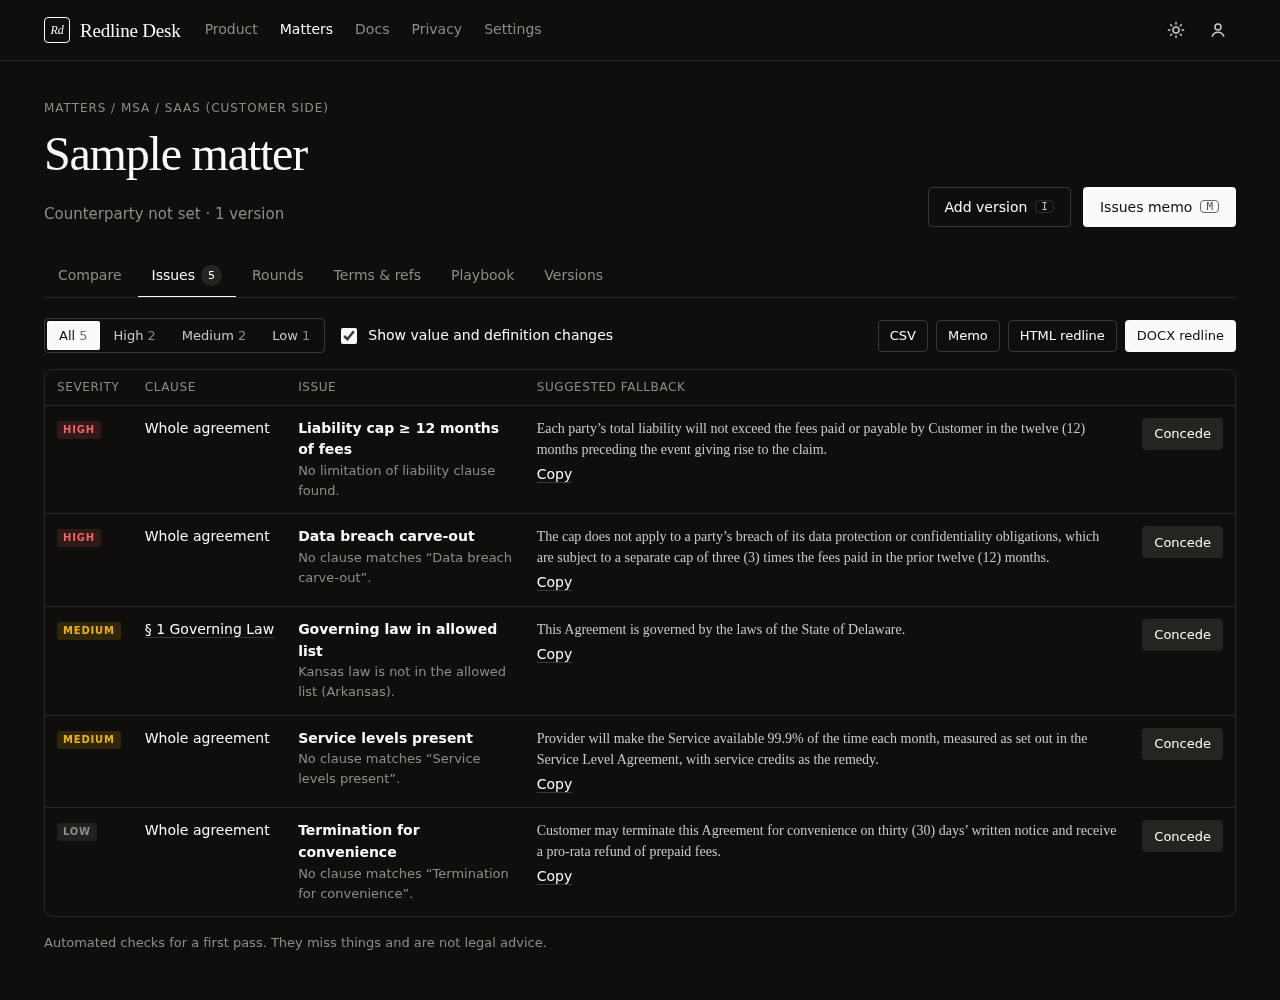 Rd Redline Desk Product Matters Docs Privacy Settings
MATTERS / MSA / SAAS (CUSTOMER SIDE)
Sample matter
Counterparty not set · 1 version
Add version I Issues memo M
Compare Issues 5 Rounds Terms & refs Playbook Versions
All 5 High 2 Medium 2 Low 1 Show value and definition changes CSV Memo HTML redline DOCX redline
SEVERITY CLAUSE ISSUE SUGGESTED FALLBACK
HIGH Whole agreement
Liability cap ≥ 12 months
of fees
No limitation of liability clause
found.
Each party’s total liability will not exceed the fees paid or payable by Customer in the twelve (12)
months preceding the event giving rise to the claim.
Copy
Concede
HIGH Whole agreement
Data breach carve-out
No clause matches “Data breach
carve-out”.
The cap does not apply to a party’s breach of its data protection or confidentiality obligations, which
are subject to a separate cap of three (3) times the fees paid in the prior twelve (12) months.
Copy
Concede
MEDIUM § 1 Governing Law
Governing law in allowed
list
Kansas law is not in the allowed
list (Arkansas).
This Agreement is governed by the laws of the State of Delaware.
Copy
Concede
MEDIUM Whole agreement
Service levels present
No clause matches “Service
levels present”.
Provider will make the Service available 99.9% of the time each month, measured as set out in the
Service Level Agreement, with service credits as the remedy.
Copy
Concede
LOW Whole agreement
Termination for
convenience
No clause matches “Termination
for convenience”.
Customer may terminate this Agreement for convenience on thirty (30) days’ written notice and receive
a pro-rata refund of prepaid fees.
Copy
Concede
Automated checks for a first pass. They miss things and are not legal advice.